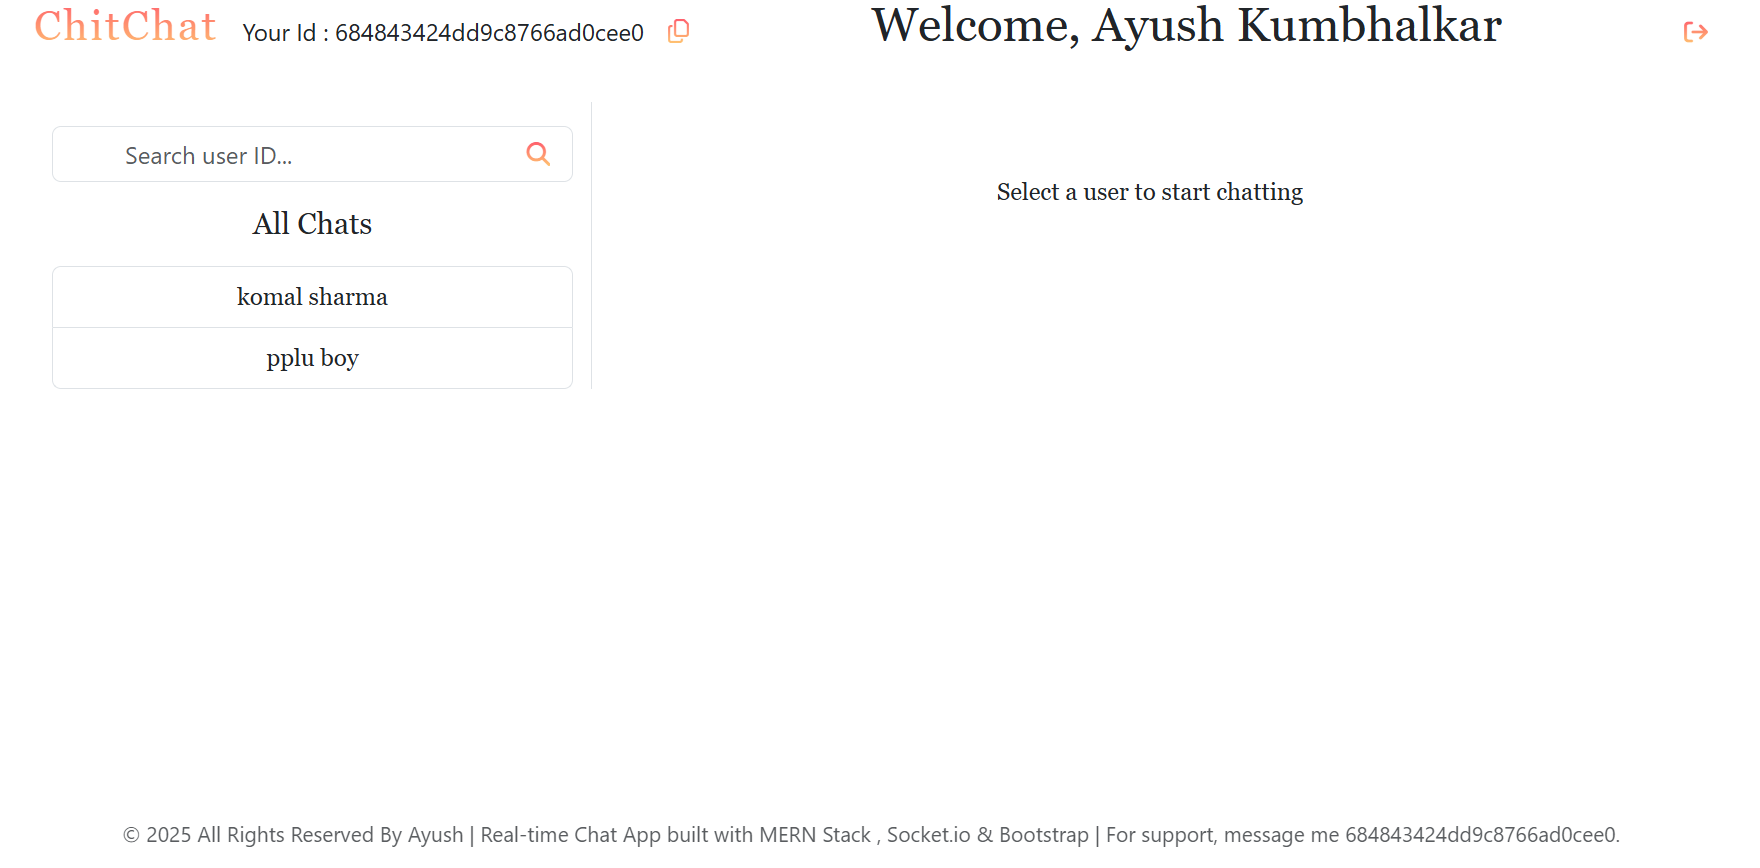 ChitChat
Your Id : 684843424dd9c8766ad0cee0
Welcome, Ayush Kumbhalkar
Search user ID...
All Chats
komal sharma
pplu boy
Select a user to start chatting
© 2025 All Rights Reserved By Ayush | Real-time Chat App built with MERN Stack , Socket.io & Bootstrap | For support, message me 684843424dd9c8766ad0cee0.